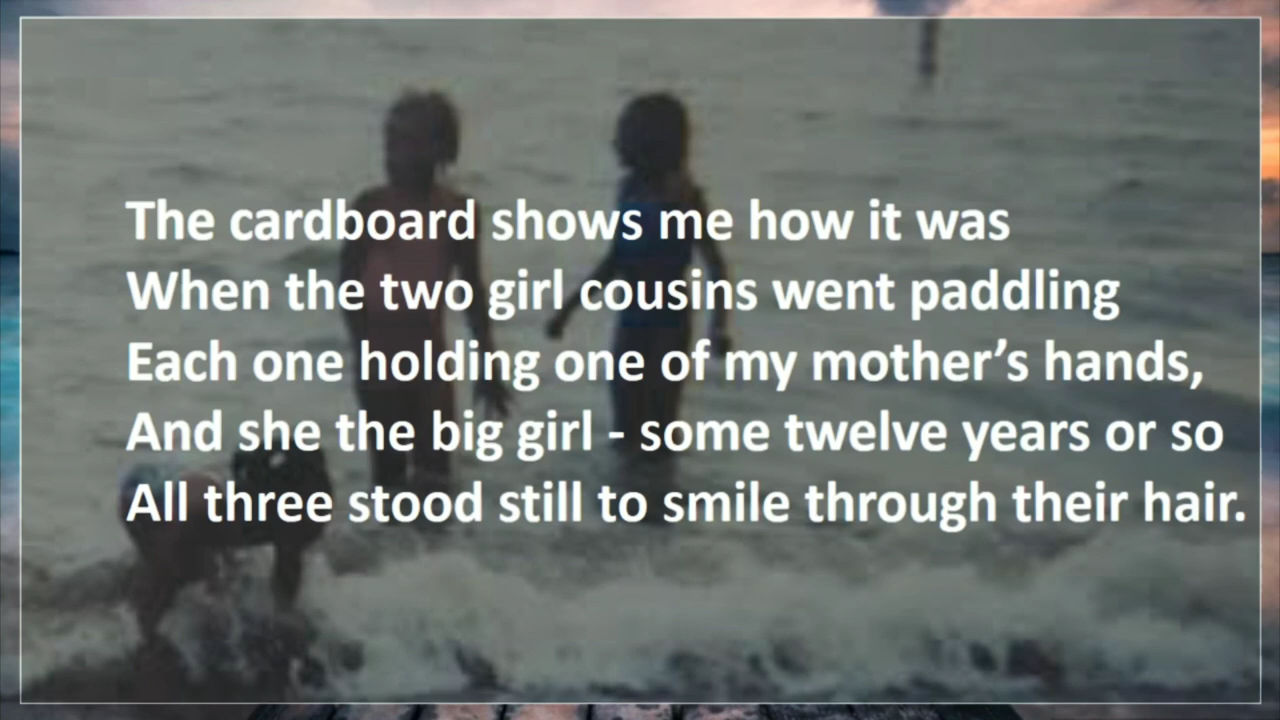 The cardboard shows me how it was
When the two girl cousins went paddling
Each one holding one of my mother’s hands,
And she the big girl - some twelve years or so
All three stood still to smile through their hair.